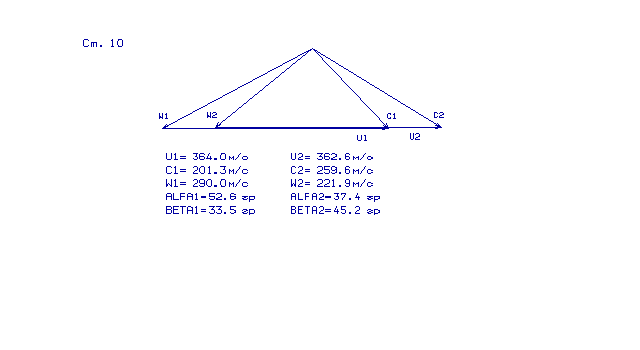 Ст. 10
W1 W2 C1 C2
U1 U2
U1= 364.0м/с U2= 362.6м/с
C1= 201.3м/с C2= 259.6м/с
W1= 290.0м/с W2= 221.9м/с
ALFA1=52.6 гр ALFA2=37.4 гр
BETA1=33.5 гр BETA2=45.2 гр